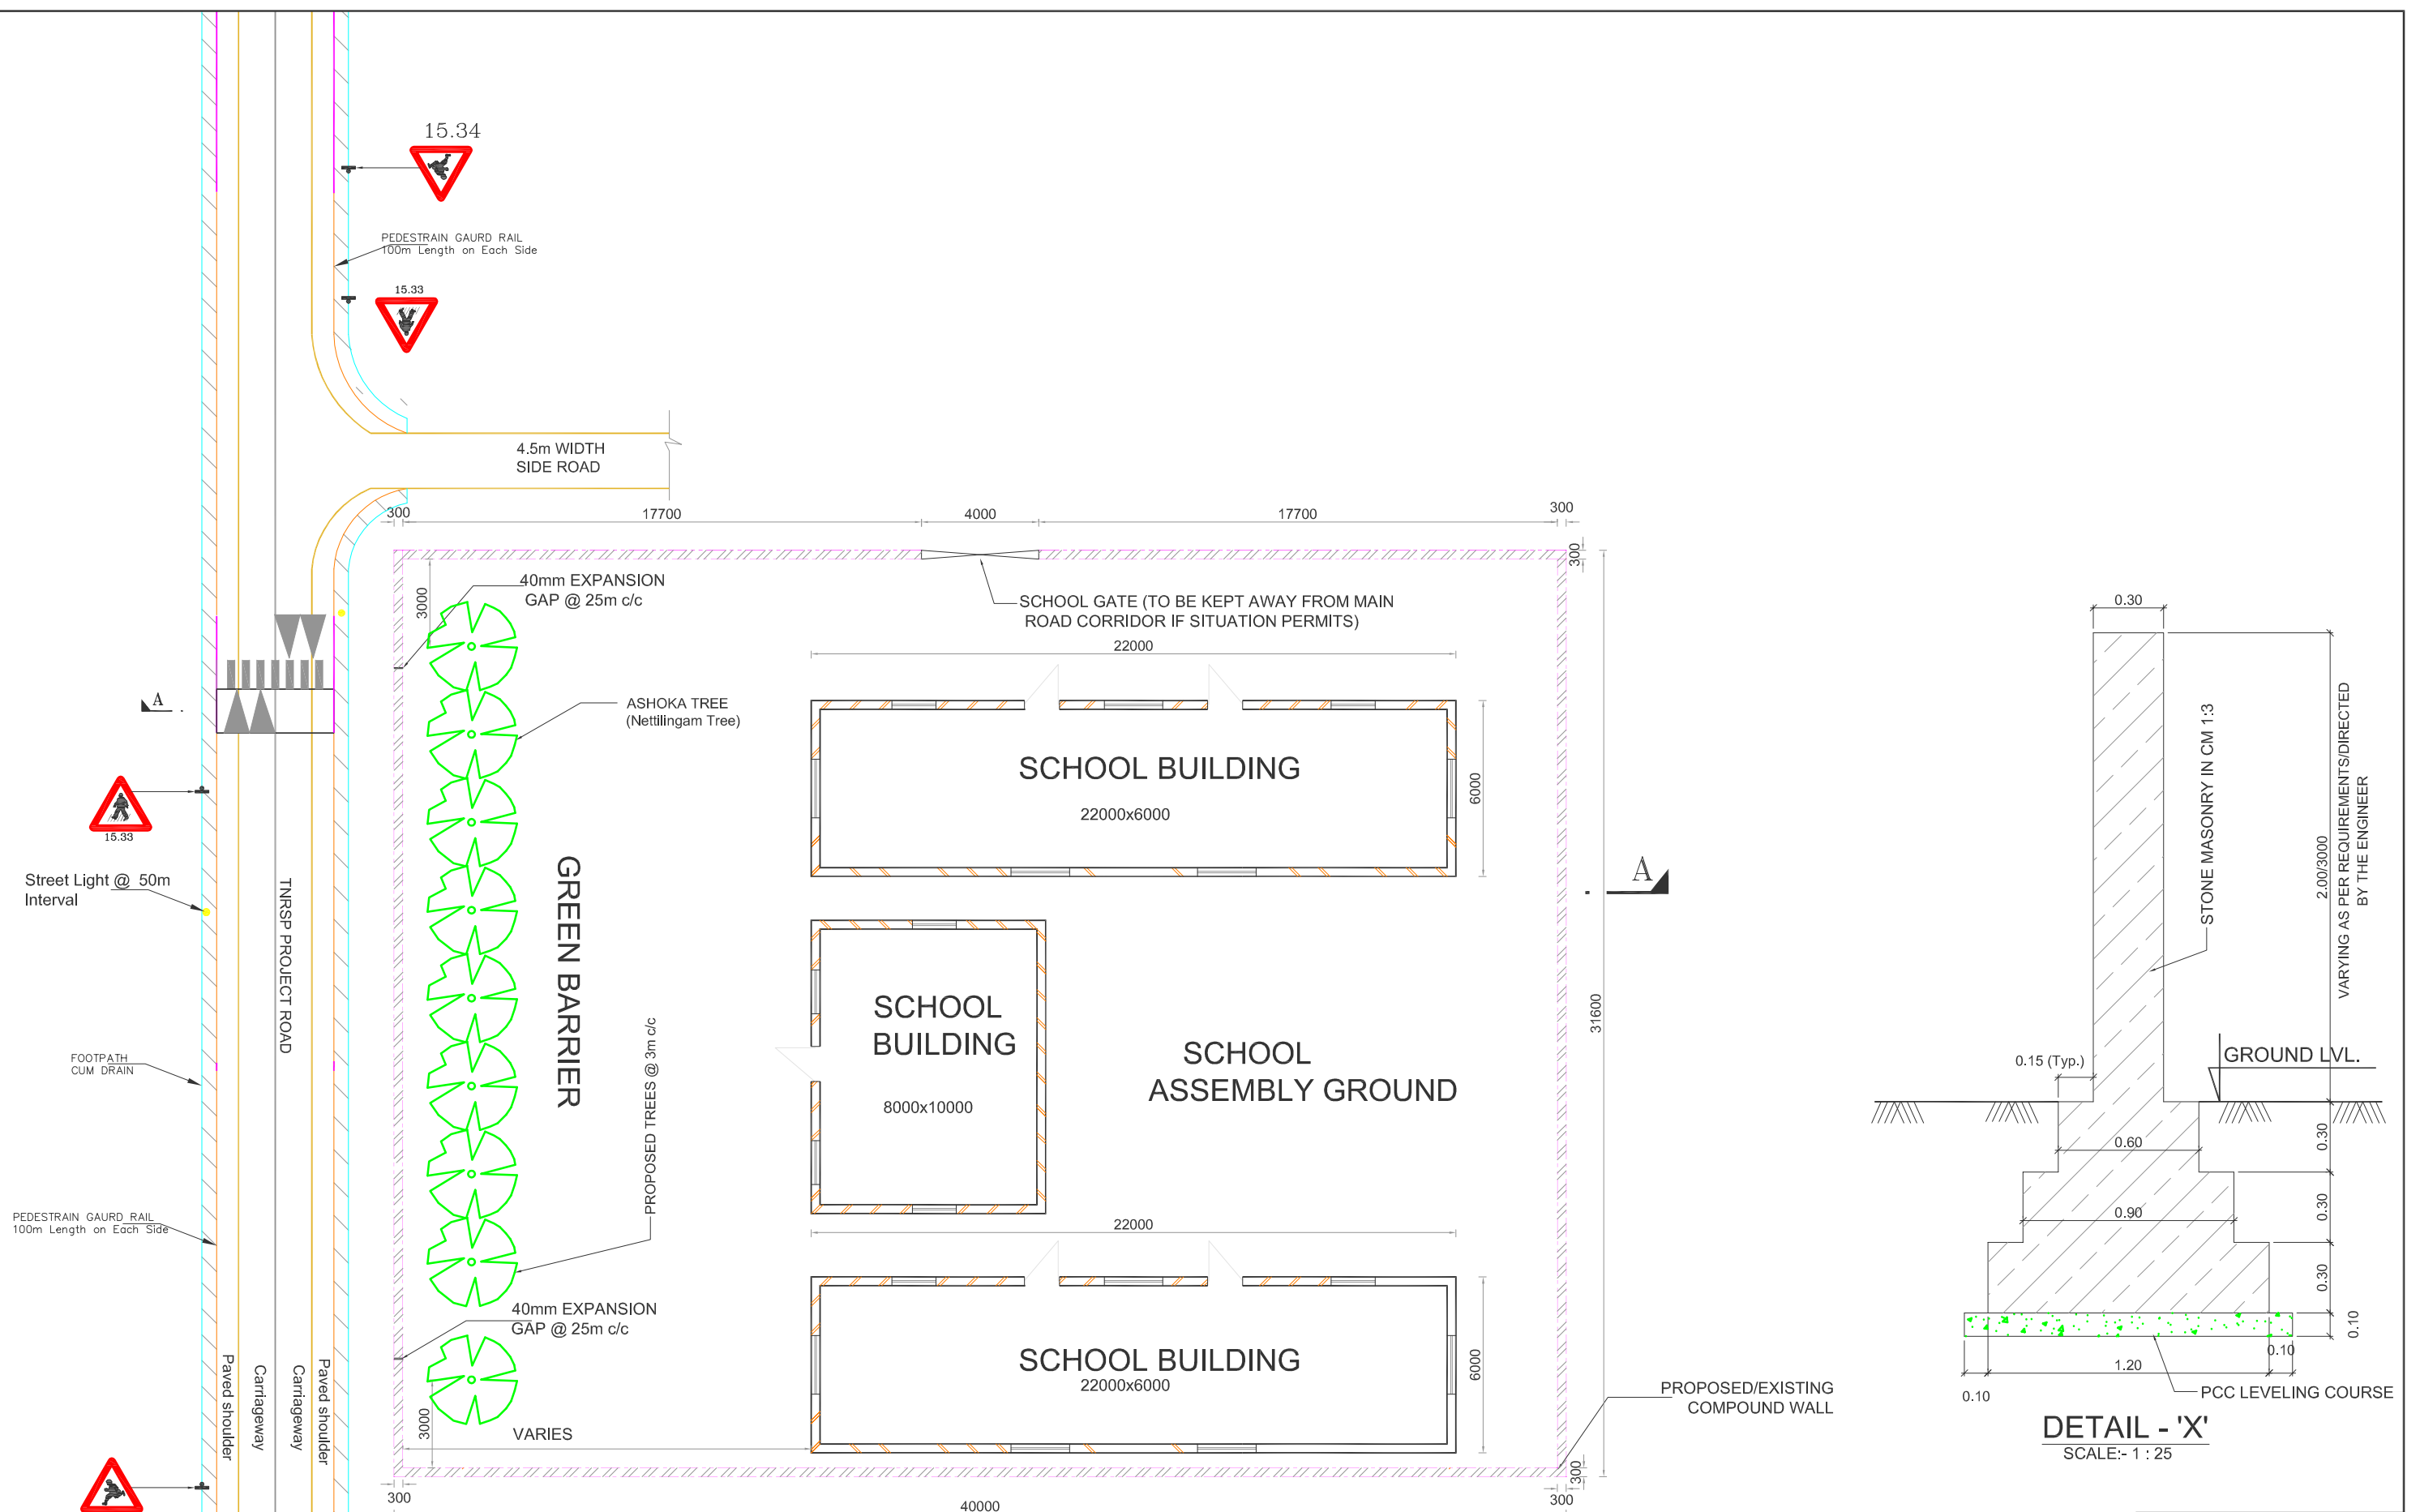 15.34
PEDESTRAIN GAURD RAIL
100m Length on Each Side
15.33
4.5m WIDTH
SIDE ROAD
300
17700
4000
17700
300
300
3000
40mm EXPANSION
GAP @ 25m c/c
SCHOOL GATE (TO BE KEPT AWAY FROM MAIN
ROAD CORRIDOR IF SITUATION PERMITS)
22000
ASHOKA TREE
(Nettilingam Tree)
A
SCHOOL BUILDING
22000x6000
6000
15.33
Street Light @ 50m
Interval
TNRSP PROJECT ROAD
GREEN BARRIER
A
SCHOOL
BUILDING
8000x10000
SCHOOL
ASSEMBLY GROUND
31600
PROPOSED TREES @ 3m c/c
FOOTPATH
CUM DRAIN
PEDESTRAIN GAURD RAIL
100m Length on Each Side
22000
40mm EXPANSION
GAP @ 25m c/c
SCHOOL BUILDING
22000x6000
6000
Paved shoulder
Carriageway
Carriageway
Paved shoulder
3000
VARIES
PROPOSED/EXISTING
COMPOUND WALL
300
300
40000
300
0.30
STONE MASONRY IN CM 1:3
2.00/3000
VARYING AS PER REQUIREMENTS/DIRECTED
BY THE ENGINEER
0.15 (Typ.)
GROUND LVL.
0.60
0.30
0.90
0.30
0.30
0.10
0.10
1.20
0.10
PCC LEVELING COURSE
DETAIL - 'X'
SCALE:- 1 : 25